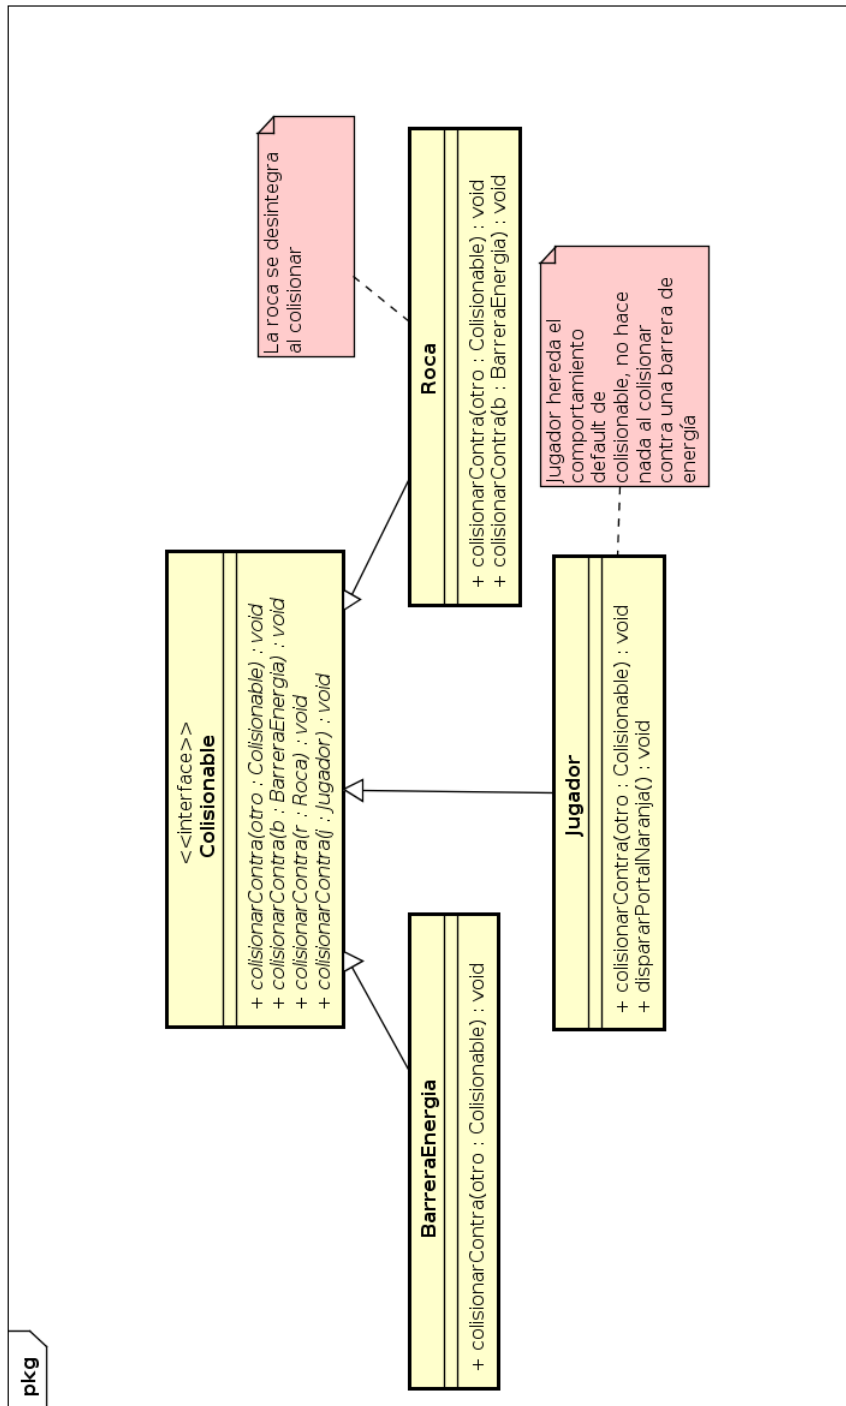 pkg
<<interface>>
Colisionable
+ colisionarContra(otro : Colisionable) : void
+ colisionarContra(b : BarreraEnergia) : void
+ colisionarContra(r : Roca) : void
+ colisionarContra(j : Jugador) : void
La roca se desintegra
al colisionar
BarreraEnergia
+ colisionarContra(otro : Colisionable) : void
Roca
+ colisionarContra(otro : Colisionable) : void
+ colisionarContra(b : BarreraEnergia) : void
Jugador
+ colisionarContra(otro : Colisionable) : void
+ dispararPortalNaranja() : void
Jugador hereda el
comportamiento
default de
colisionable, no hace
nada al colisionar
contra una barrera de
energía